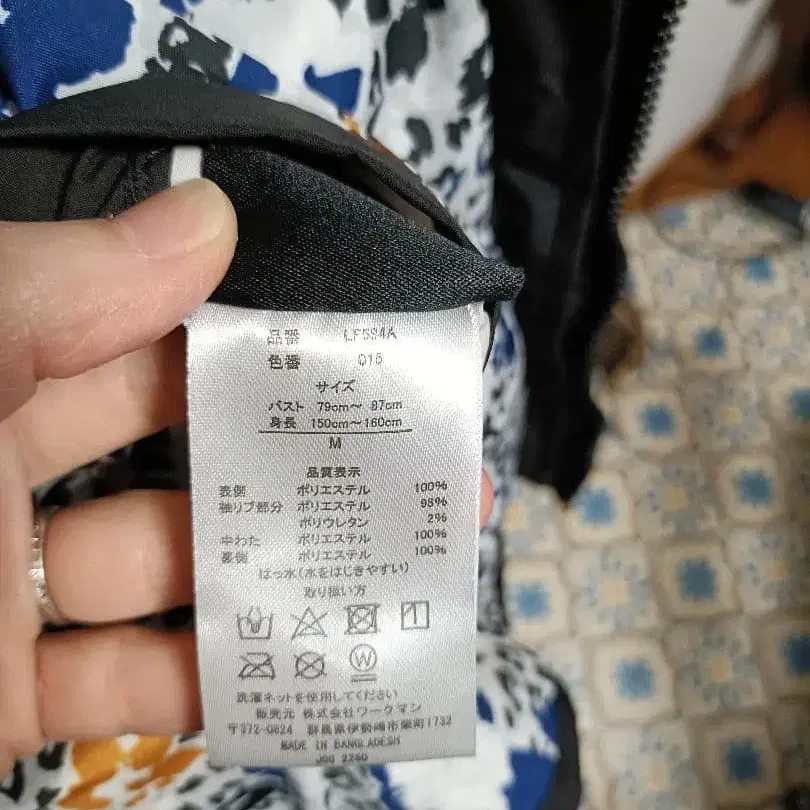 品番 LF594A
色番 016
サイズ
バスト 79cm～ 87cm
身長 150cm～160cm
M
品質表示
表側 ポリエステル 100%
袖リブ部分 ポリエステル 98%
ポリウレタン 2%
中わた ポリエステル 100%
裏側 ポリエステル 100%
はっ水(水をはじきやすい)
取り扱い方
W
洗濯ネットを使用してください
販売元 株式会社ワークマン
〒372-0824 群馬県伊勢崎市柴町1732
MADE IN BANGLADESH
2260